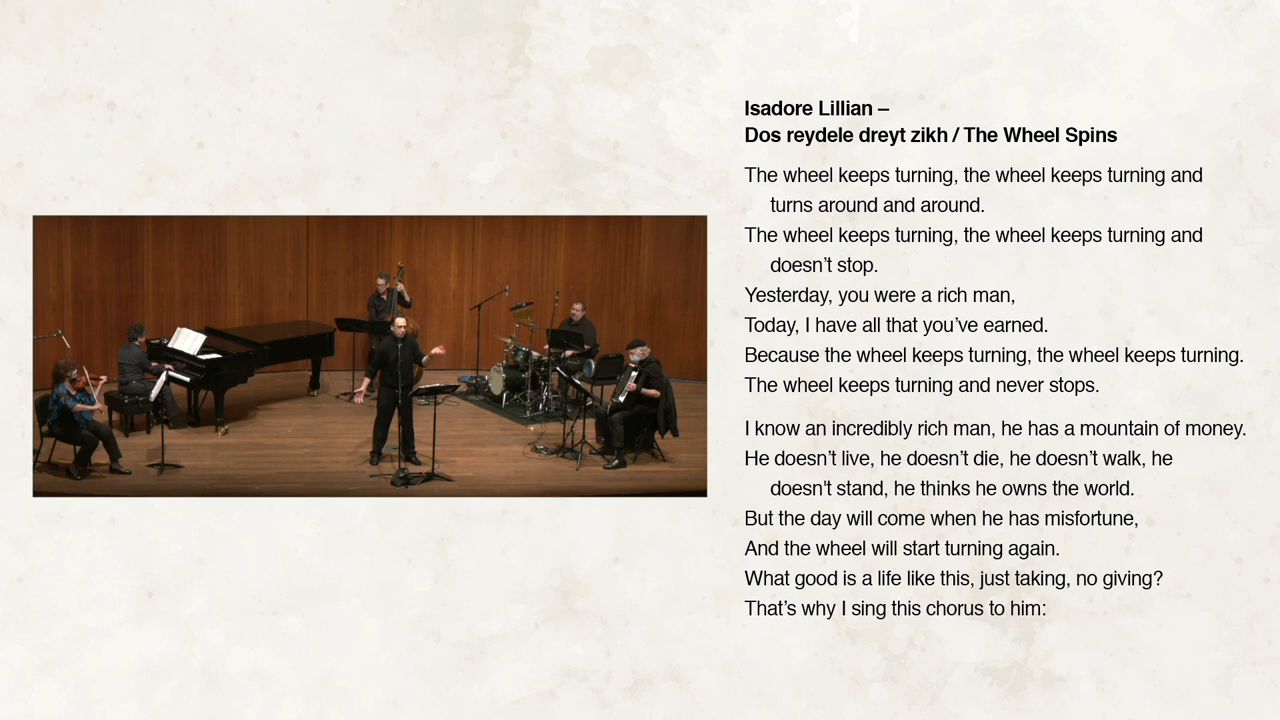 Isadore Lillian –
Dos reydele dreyt zikh / The Wheel Spins
The wheel keeps turning, the wheel keeps turning and
turns around and around.
The wheel keeps turning, the wheel keeps turning and
doesn’t stop.
Yesterday, you were a rich man,
Today, I have all that you’ve earned.
Because the wheel keeps turning, the wheel keeps turning.
The wheel keeps turning and never stops.
I know an incredibly rich man, he has a mountain of money.
He doesn’t live, he doesn’t die, he doesn’t walk, he
doesn't stand, he thinks he owns the world.
But the day will come when he has misfortune,
And the wheel will start turning again.
What good is a life like this, just taking, no giving?
That’s why I sing this chorus to him: